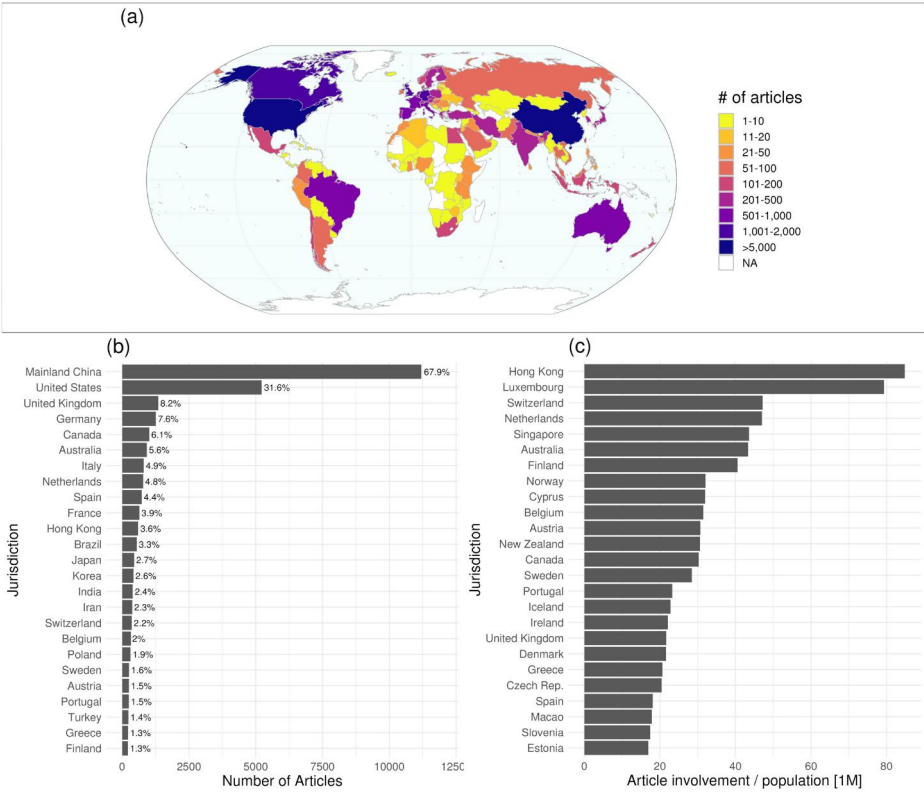 (a)
# of articles
1-10
11-20
21-50
51-100
101-200
201-500
501-1,000
1,001-2,000
>5,000
NA
(b)
Jurisdiction
Mainland China 67.9%
United States 31.6%
United Kingdom 8.2%
Germany 7.6%
Canada 6.1%
Australia 5.6%
Italy 4.9%
Netherlands 4.8%
Spain 4.4%
France 3.9%
Hong Kong 3.6%
Brazil 3.3%
Japan 2.7%
Korea 2.6%
India 2.4%
Iran 2.3%
Switzerland 2.2%
Belgium 2%
Poland 1.9%
Sweden 1.6%
Austria 1.5%
Portugal 1.5%
Turkey 1.4%
Greece 1.3%
Finland 1.3%
0 2500 5000 7500 10000 1250
Number of Articles
(c)
Jurisdiction
Hong Kong
Luxembourg
Switzerland
Netherlands
Singapore
Australia
Finland
Norway
Cyprus
Belgium
Austria
New Zealand
Canada
Sweden
Portugal
Iceland
Ireland
United Kingdom
Denmark
Greece
Czech Rep.
Spain
Macao
Slovenia
Estonia
0 20 40 60 80
Article involvement / population [1M]